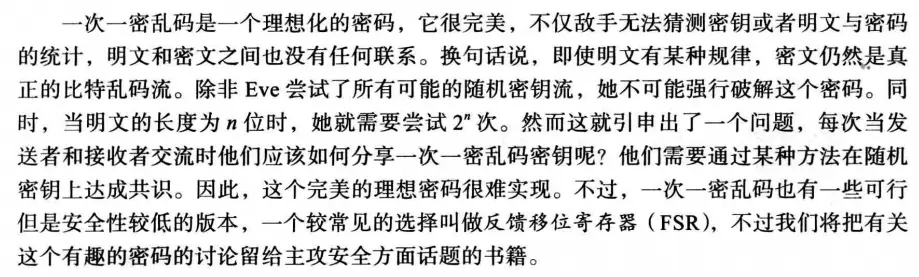 一次一密乱码是一个理想化的密码，它很完美，不仅敌手无法猜测密钥或者明文与密码
的统计，明文和密文之间也没有任何联系。换句话说，即使明文有某种规律，密文仍然是真
正的比特乱码流。除非 Eve 尝试了所有可能的随机密钥流，她不可能强行破解这个密码。同
时，当明文的长度为 n 位时，她就需要尝试 2ⁿ 次。然而这就引申出了一个问题，每次当发
送者和接收者交流时他们应该如何分享一次一密乱码密钥呢？他们需要通过某种方法在随机
密钥上达成共识。因此，这个完美的理想密码很难实现。不过，一次一密乱码也有一些可行
但是安全性较低的版本，一个较常见的选择叫做反馈移位寄存器（FSR），不过我们将把有关
这个有趣的密码的讨论留给主攻安全方面话题的书籍。